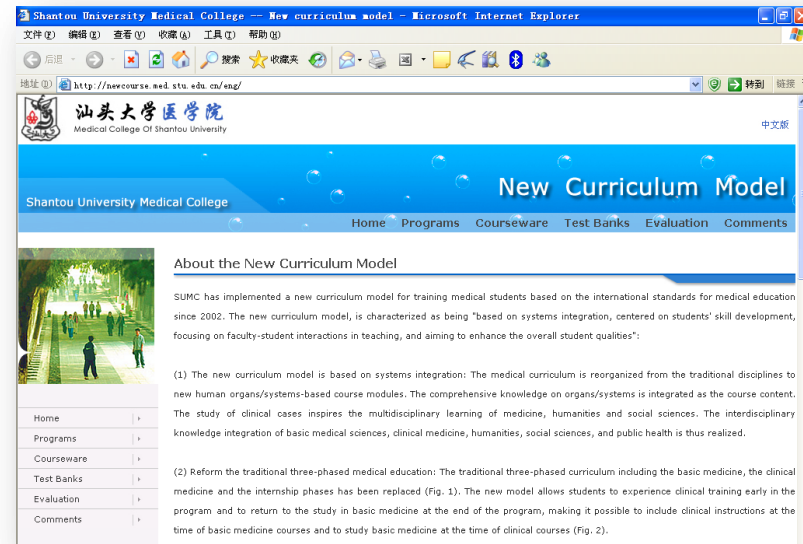 Shantou University Medical College -- New curriculum model - Microsoft Internet Explorer
文件(F) 编辑(E) 查看(V) 收藏(A) 工具(T) 帮助(H)
后退 搜索 收藏夹
地址(D) http://newcourse.med.stu.edu.cn/eng/ 转到 链接
汕头大学医学院
Medical College Of Shantou University
中文版
New Curriculum Model
Shantou University Medical College
Home Programs Courseware Test Banks Evaluation Comments
About the New Curriculum Model
SUMC has implemented a new curriculum model for training medical students based on the international standards for medical education
since 2002. The new curriculum model, is characterized as being "based on systems integration, centered on students' skill development,
focusing on faculty-student interactions in teaching, and aiming to enhance the overall student qualities":
(1) The new curriculum model is based on systems integration: The medical curriculum is reorganized from the traditional disciplines to
new human organs/systems-based course modules. The comprehensive knowledge on organs/systems is integrated as the course content.
The study of clinical cases inspires the multidisciplinary learning of medicine, humanities and social sciences. The interdisciplinary
knowledge integration of basic medical sciences, clinical medicine, humanities, social sciences, and public health is thus realized.
(2) Reform the traditional three-phased medical education: The traditional three-phased curriculum including the basic medicine, the clinical
medicine and the internship phases has been replaced (Fig. 1). The new model allows students to experience clinical training early in the
program and to return to the study in basic medicine at the end of the program, making it possible to include clinical instructions at the
time of basic medicine courses and to study basic medicine at the time of clinical courses (Fig. 2).
Home
Programs
Courseware
Test Banks
Evaluation
Comments